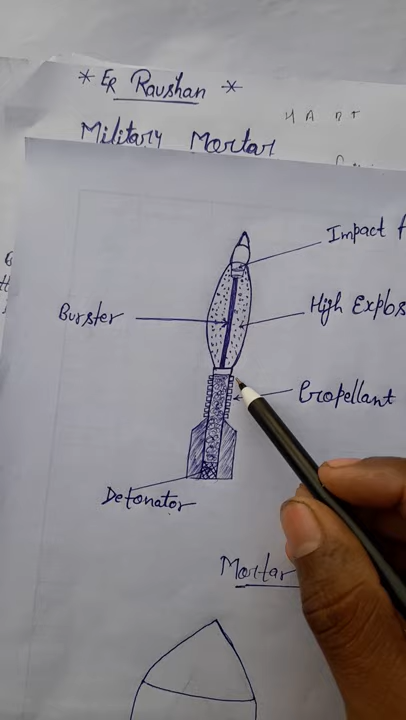 * ER Raushan *
Military Mortar
Impact
High Explos
Burster
Propellant
Detonator
Mortar